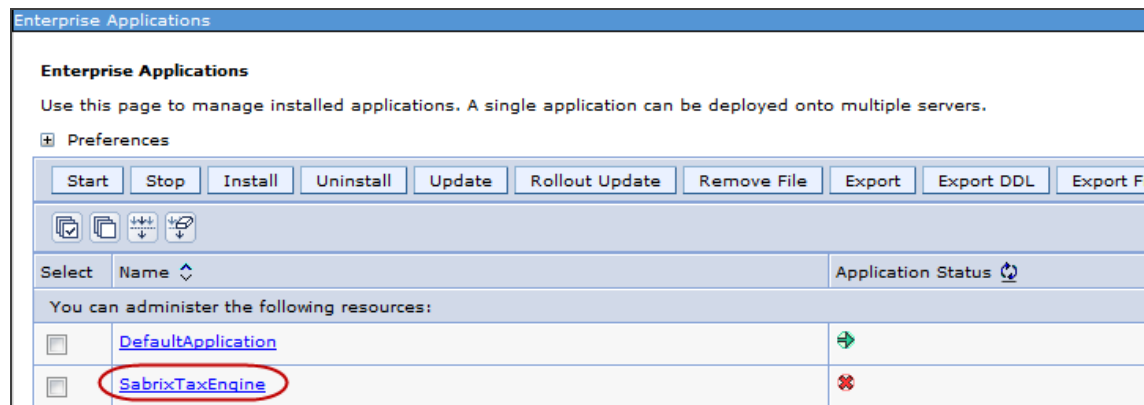 Enterprise Applications
Enterprise Applications
Use this page to manage installed applications. A single application can be deployed onto multiple servers.
Preferences
Start Stop Install Uninstall Update Rollout Update Remove File Export Export DDL Export F
Select Name Application Status
You can administer the following resources:
DefaultApplication
SabrixTaxEngine